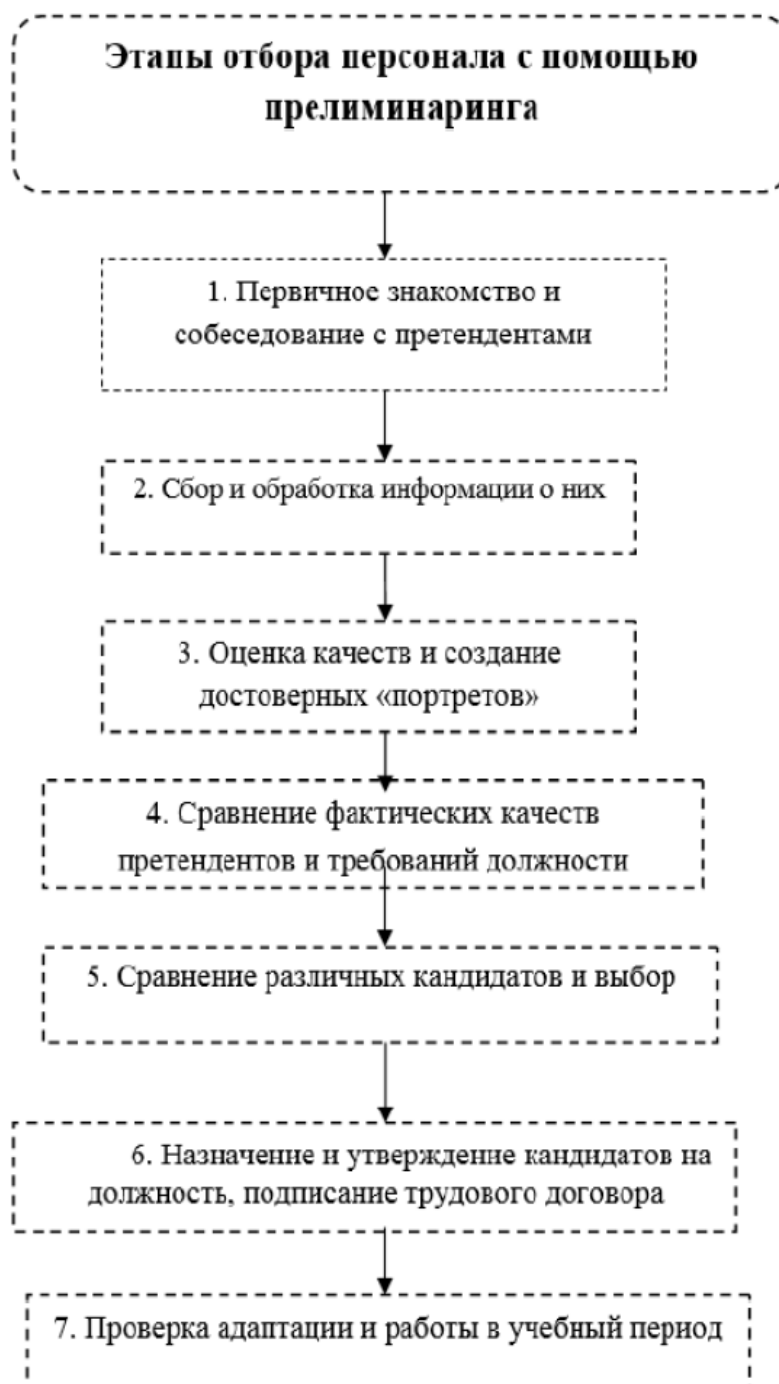 Этапы отбора персонала с помощью
прелиминаринга
1. Первичное знакомство и
собеседование с претендентами
2. Сбор и обработка информации о них
3. Оценка качеств и создание
достоверных «портретов»
4. Сравнение фактических качеств
претендентов и требований должности
5. Сравнение различных кандидатов и выбор
6. Назначение и утверждение кандидатов на
должность, подписание трудового договора
7. Проверка адаптации и работы в учебный период